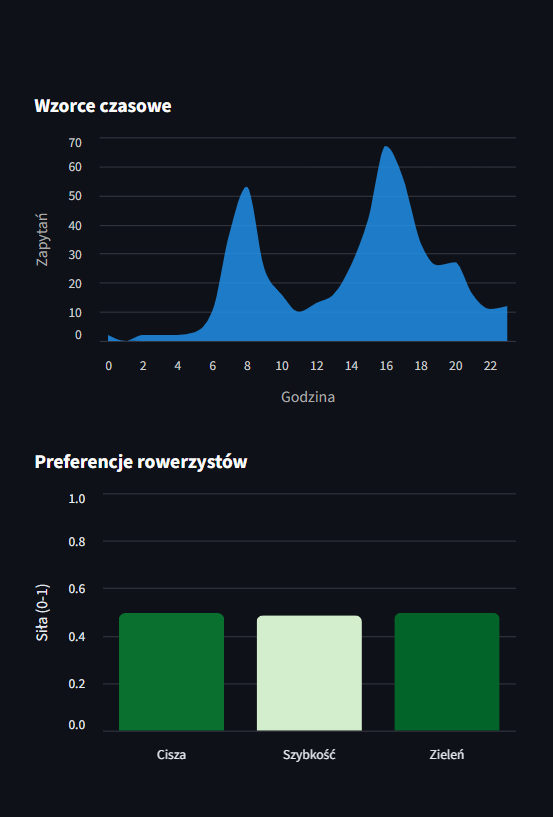 Wzorce czasowe
70
60
50
40
30
20
10
0
Zapytań
0 2 4 6 8 10 12 14 16 18 20 22
Godzina
Preferencje rowerzystów
1.0
0.8
0.6
0.4
0.2
0.0
Siła (0-1)
Cisza Szybkość Zieleń